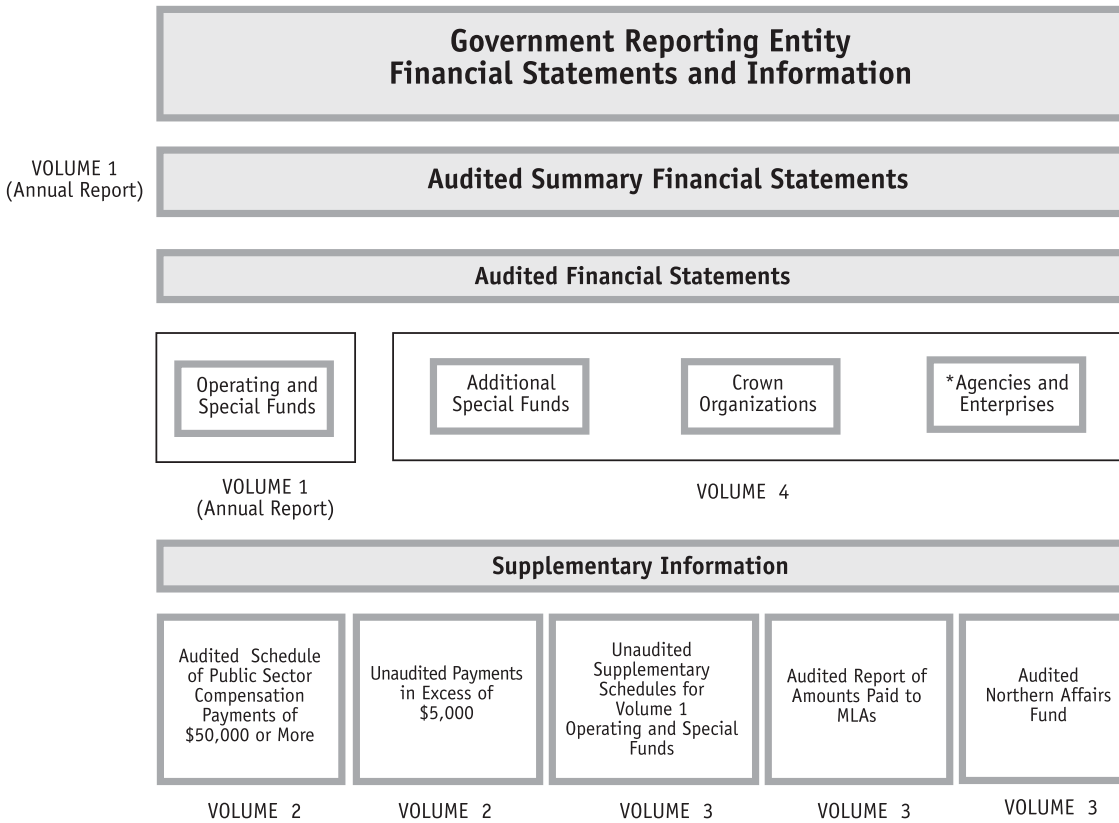 Government Reporting Entity
Financial Statements and Information
VOLUME 1
(Annual Report)
Audited Summary Financial Statements
Audited Financial Statements
Operating and
Special Funds
Additional
Special Funds
Crown
Organizations
*Agencies and
Enterprises
VOLUME 1
(Annual Report)
VOLUME 4
Supplementary Information
Audited Schedule
of Public Sector
Compensation
Payments of
$50,000 or More
Unaudited Payments
in Excess of
$5,000
Unaudited
Supplementary
Schedules for
Volume 1
Operating and Special
Funds
Audited Report of
Amounts Paid to
MLAs
Audited
Northern Affairs
Fund
VOLUME 2
VOLUME 2
VOLUME 3
VOLUME 3
VOLUME 3